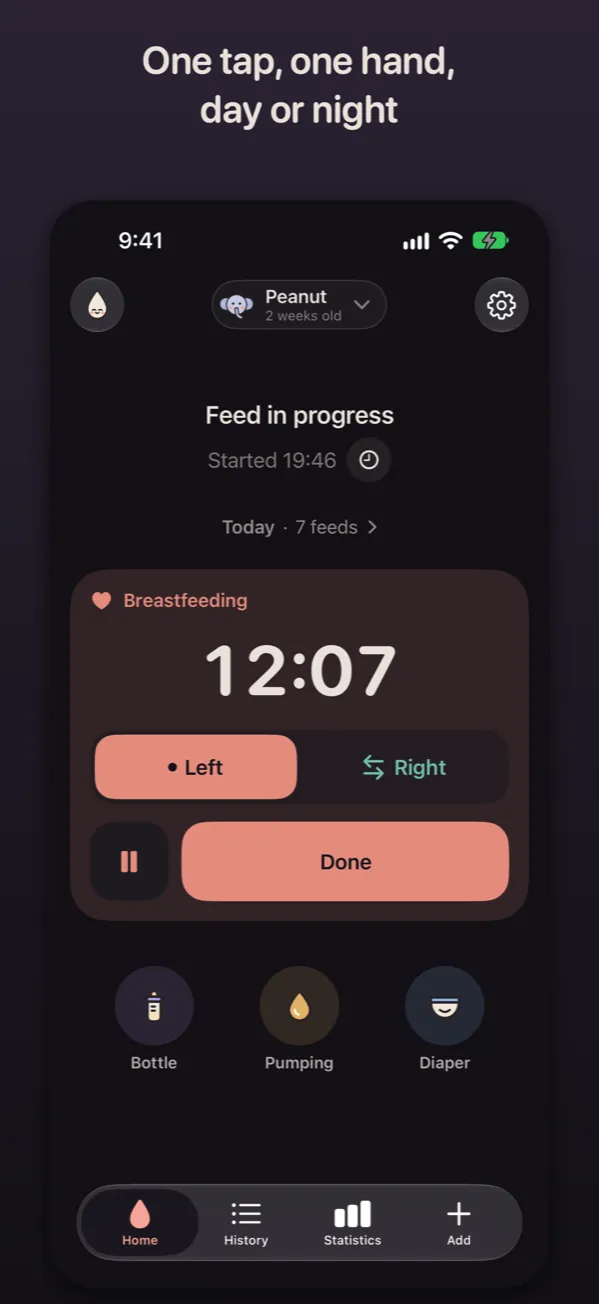 One tap, one hand,
day or night
9:41
Peanut
2 weeks old
Feed in progress
Started 19:46
Today · 7 feeds
Breastfeeding
12:07
Left
Right
Done
Bottle
Pumping
Diaper
Home
History
Statistics
Add